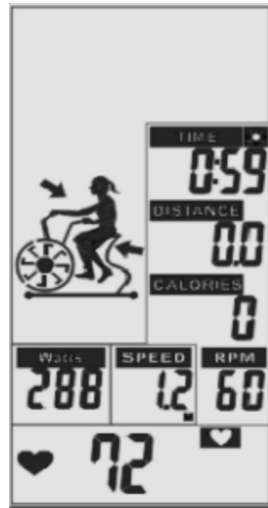 TIME
0:59
DISTANCE
0.0
CALORIES
0
Watts SPEED RPM
288 1.2 60
72